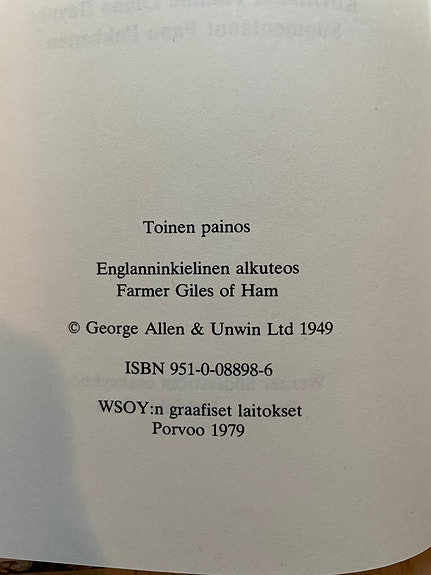 Toinen painos
Englanninkielinen alkuteos
Farmer Giles of Ham
© George Allen & Unwin Ltd 1949
ISBN 951-0-08898-6
WSOY:n graafiset laitokset
Porvoo 1979